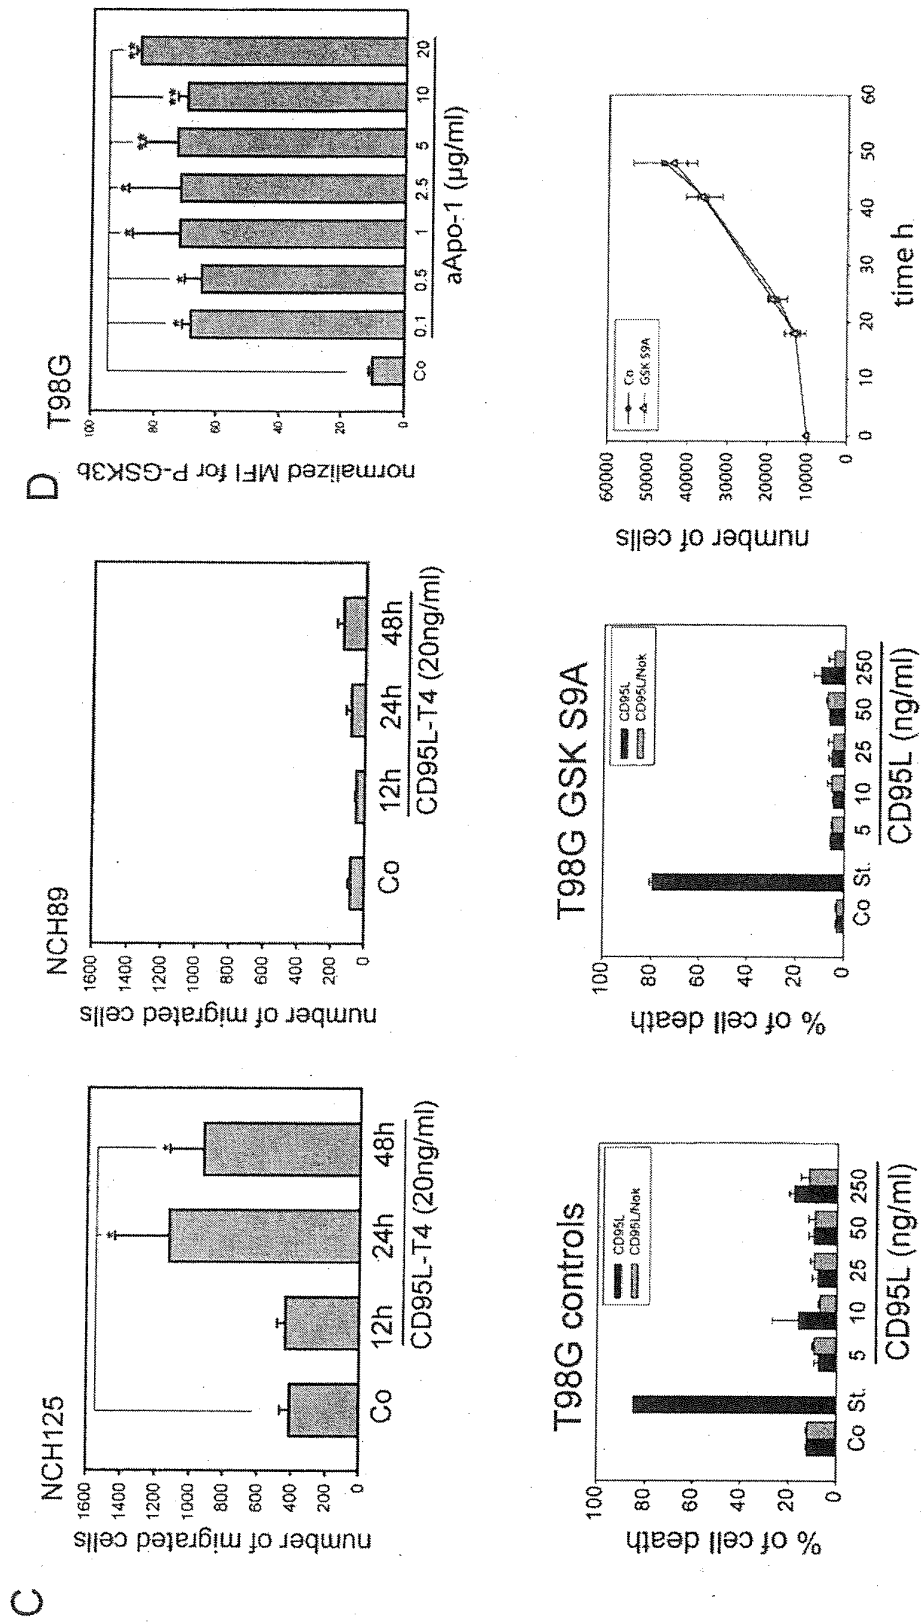 C
NCH125
number of migrated cells
1600
1400
1200
1000
800
600
400
200
0
*
*
Co 12h 24h 48h
CD95L-T4 (20ng/ml)
NCH89
number of migrated cells
1600
1400
1200
1000
800
600
400
200
0
Co 12h 24h 48h
CD95L-T4 (20ng/ml)
D
T98G
normalized MFI for P-GSK3b
100
80
60
40
20
0
* * * * ** ** **
Co 0.1 0.5 1 2.5 5 10 20
aApo-1 (µg/ml)
T98G controls
% of cell death
100
80
60
40
20
0
CD95L
CD95L/Nok
Co St. 5 10 25 50 250
CD95L (ng/ml)
T98G GSK S9A
% of cell death
100
80
60
40
20
0
CD95L
CD95L/Nok
Co St. 5 10 25 50 250
CD95L (ng/ml)
number of cells
60000
50000
40000
30000
20000
10000
0
Co
GSK S9A
0 10 20 30 40 50 60
time h